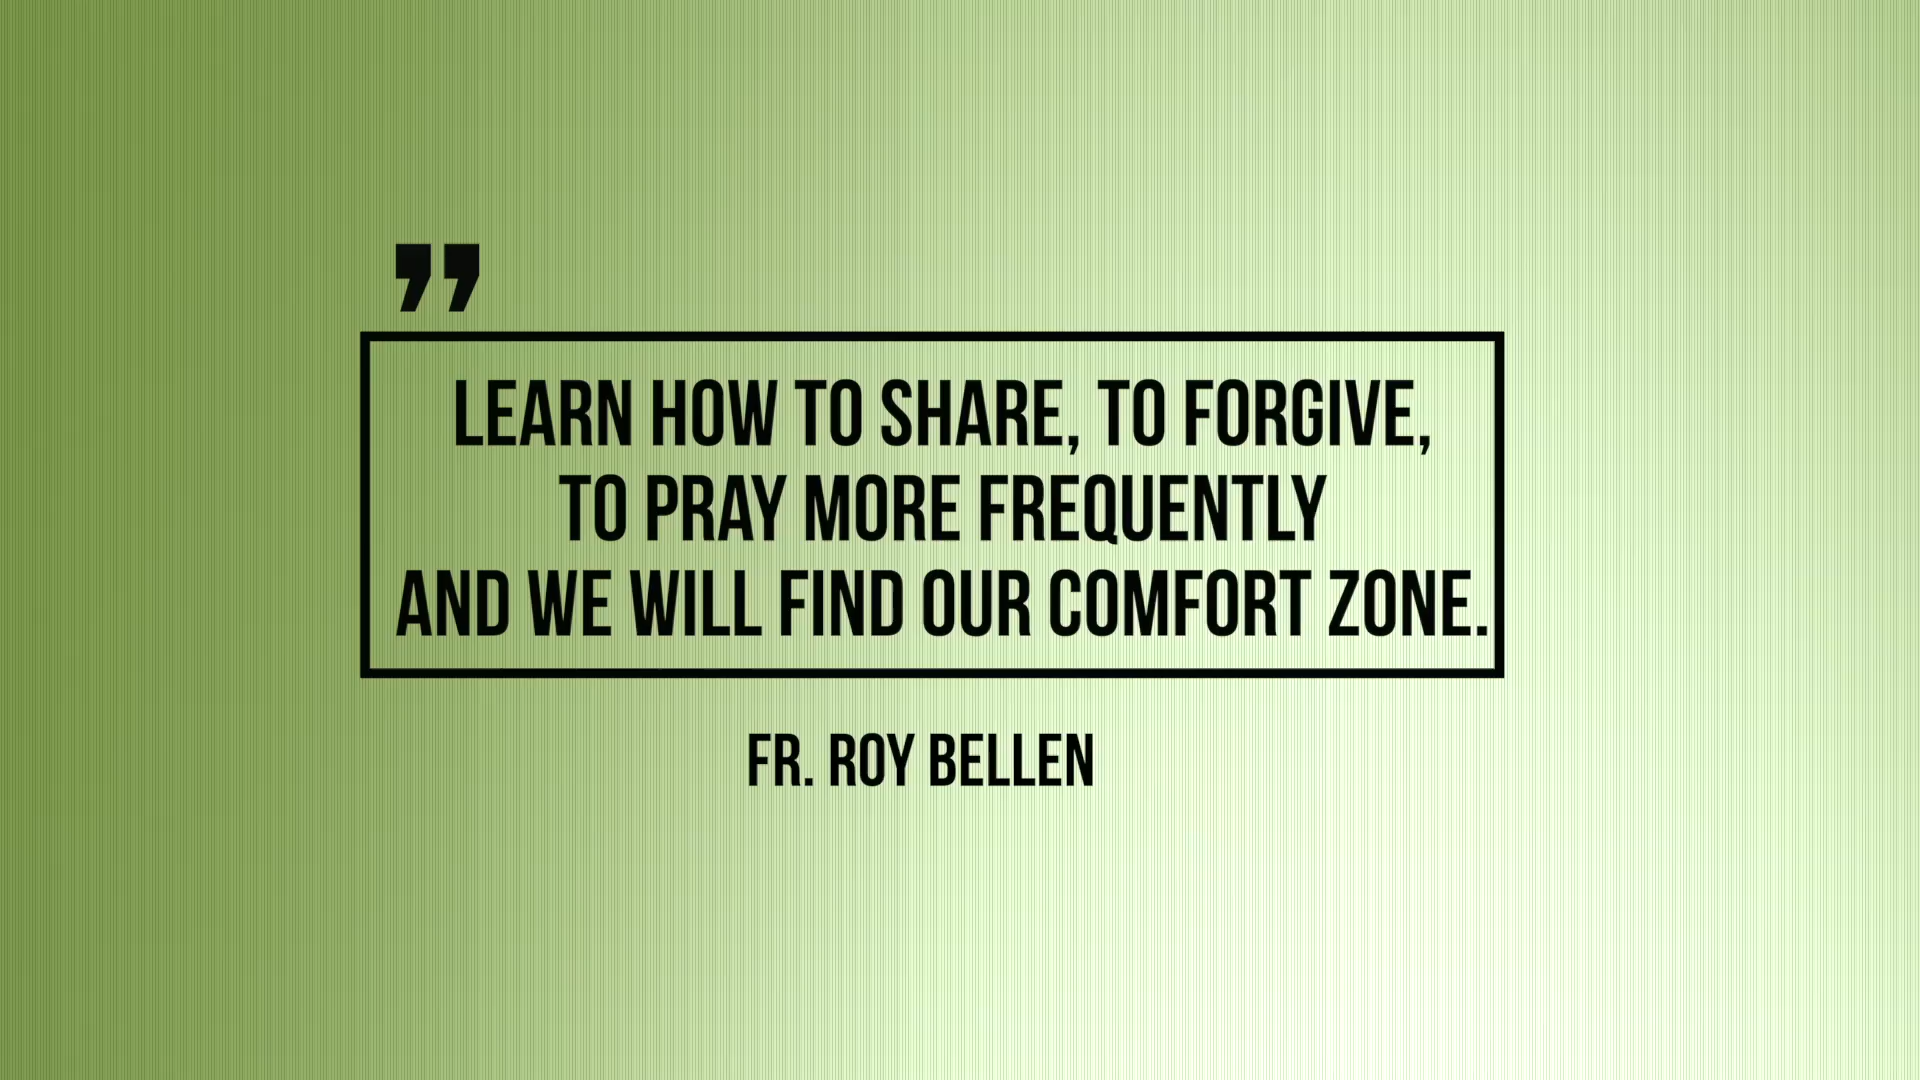 ”
LEARN HOW TO SHARE, TO FORGIVE,
TO PRAY MORE FREQUENTLY
AND WE WILL FIND OUR COMFORT ZONE.
FR. ROY BELLEN